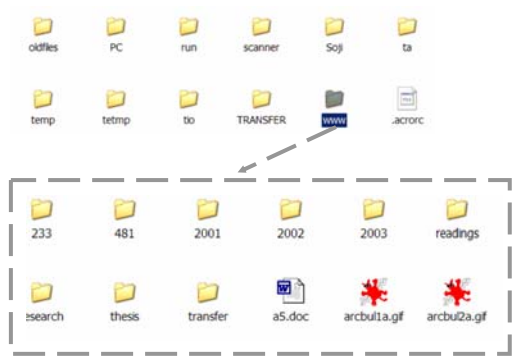 oldfiles PC run scanner Soji ta
temp tetmp tio TRANSFER www .acrorc
233 481 2001 2002 2003 readings
esearch thesis transfer a5.doc arcbul1a.gif arcbul2a.gif